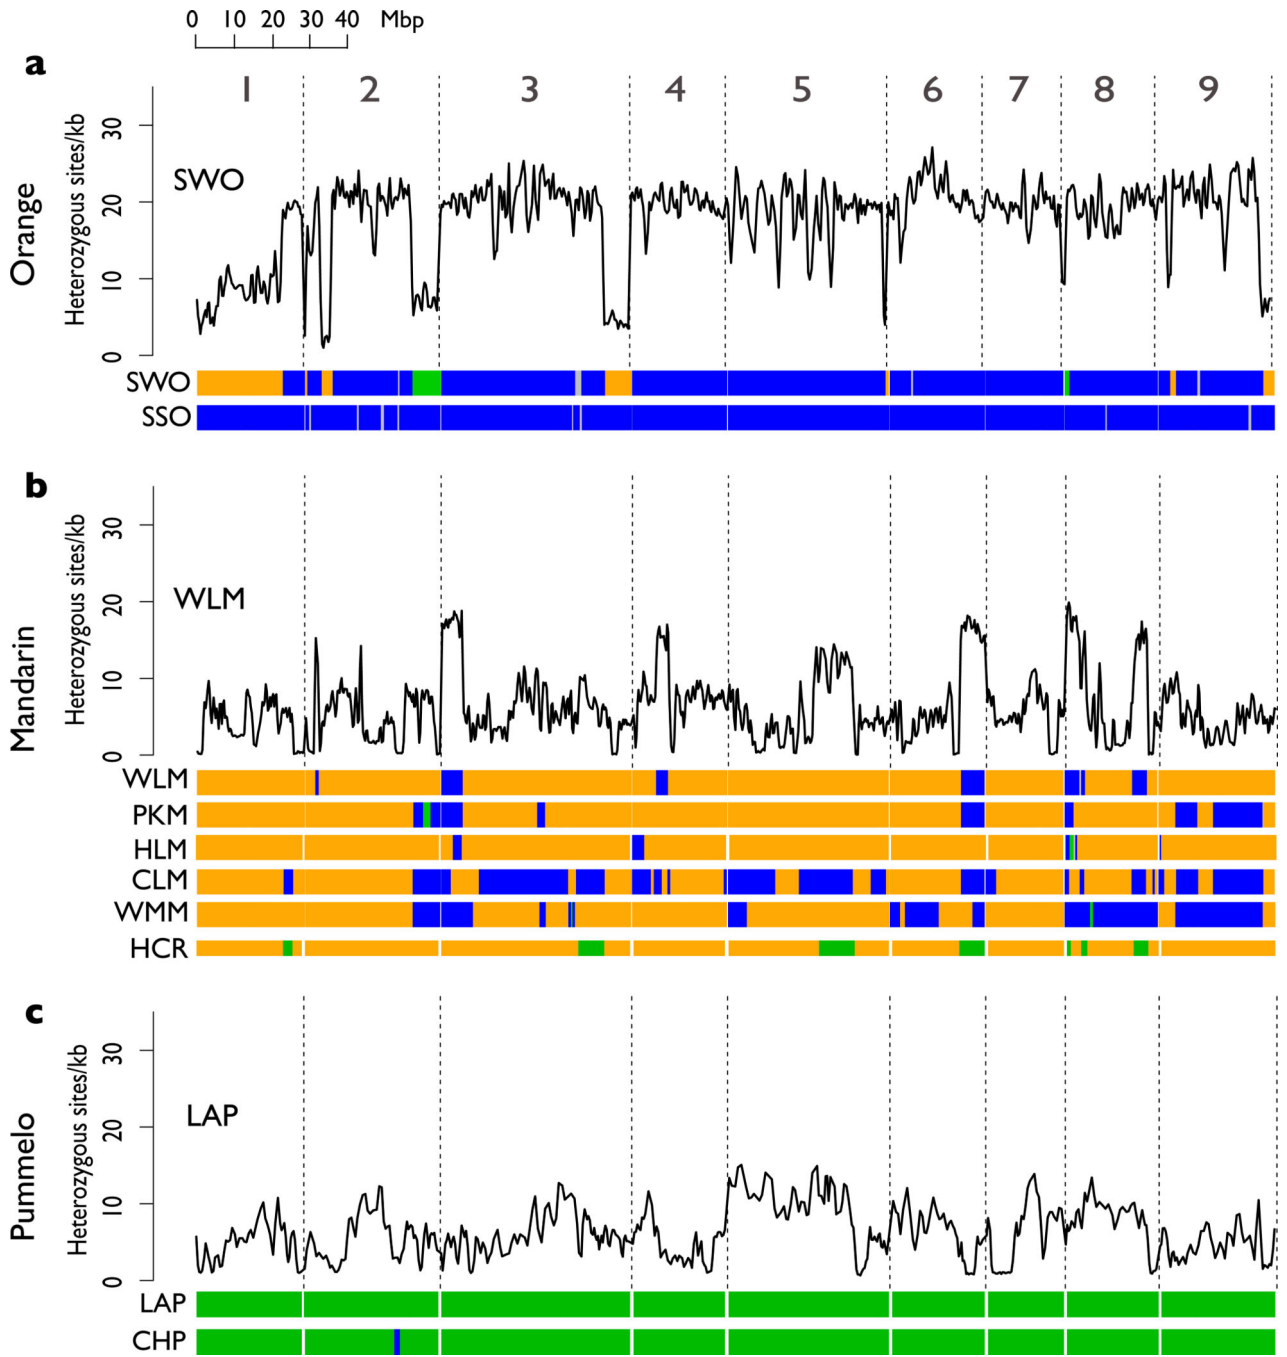 0 10 20 30 40 Mbp
a
1 2 3 4 5 6 7 8 9
Orange
Heterozygous sites/kb
30
20
10
0
SWO
SWO
SSO
b
Mandarin
Heterozygous sites/kb
30
20
10
0
WLM
WLM
PKM
HLM
CLM
WMM
HCR
c
Pummelo
Heterozygous sites/kb
30
20
10
0
LAP
LAP
CHP